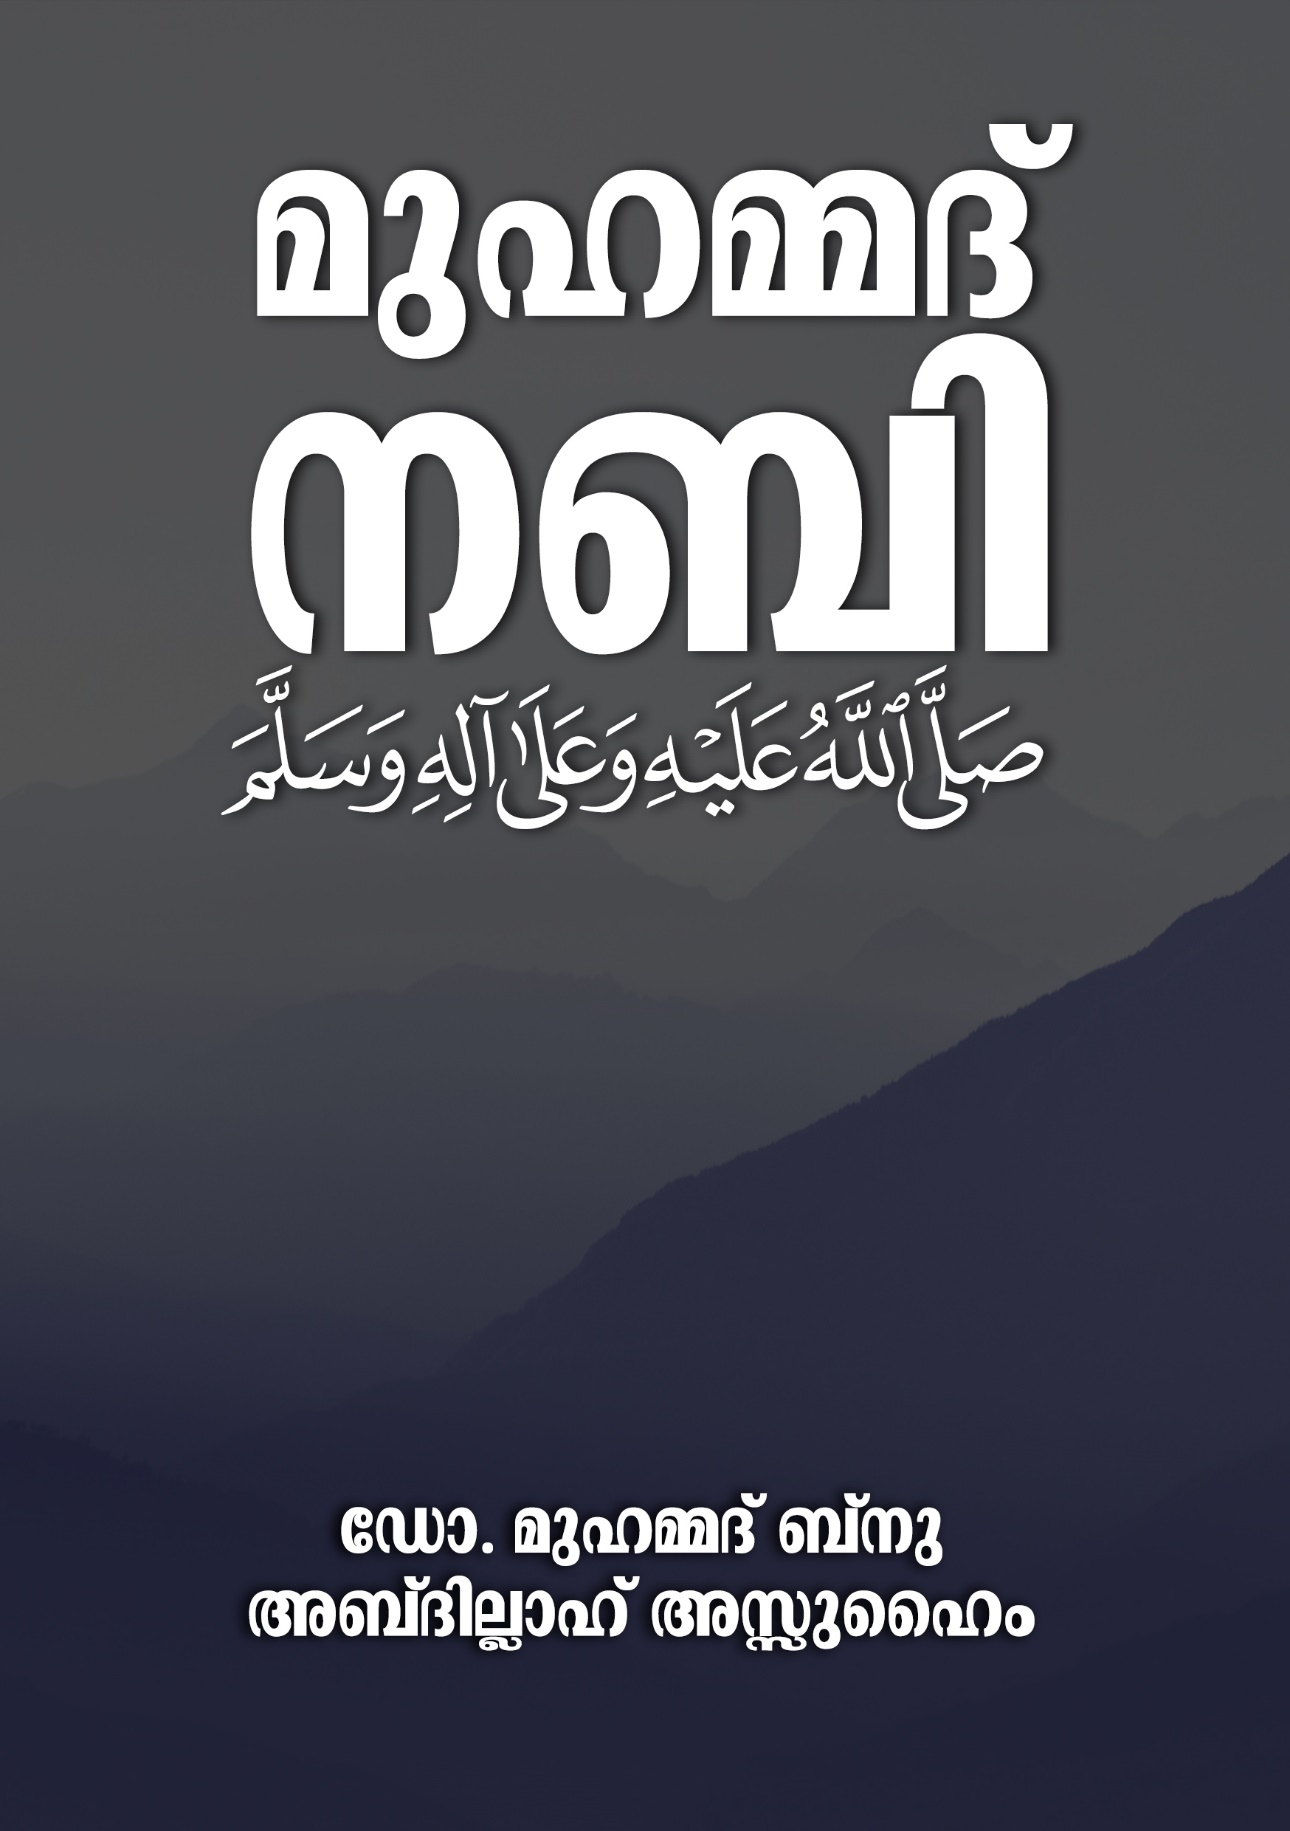 മുഹമ്മദ്
നബി
صَلَّى ٱللَّهُ عَلَيْهِ وَعَلَىٰ آلِهِ وَسَلَّمَ
ഡോ. മുഹമ്മദ് ബ്നു
അബ്ദില്ലാഹ് അസ്സുഹൈം